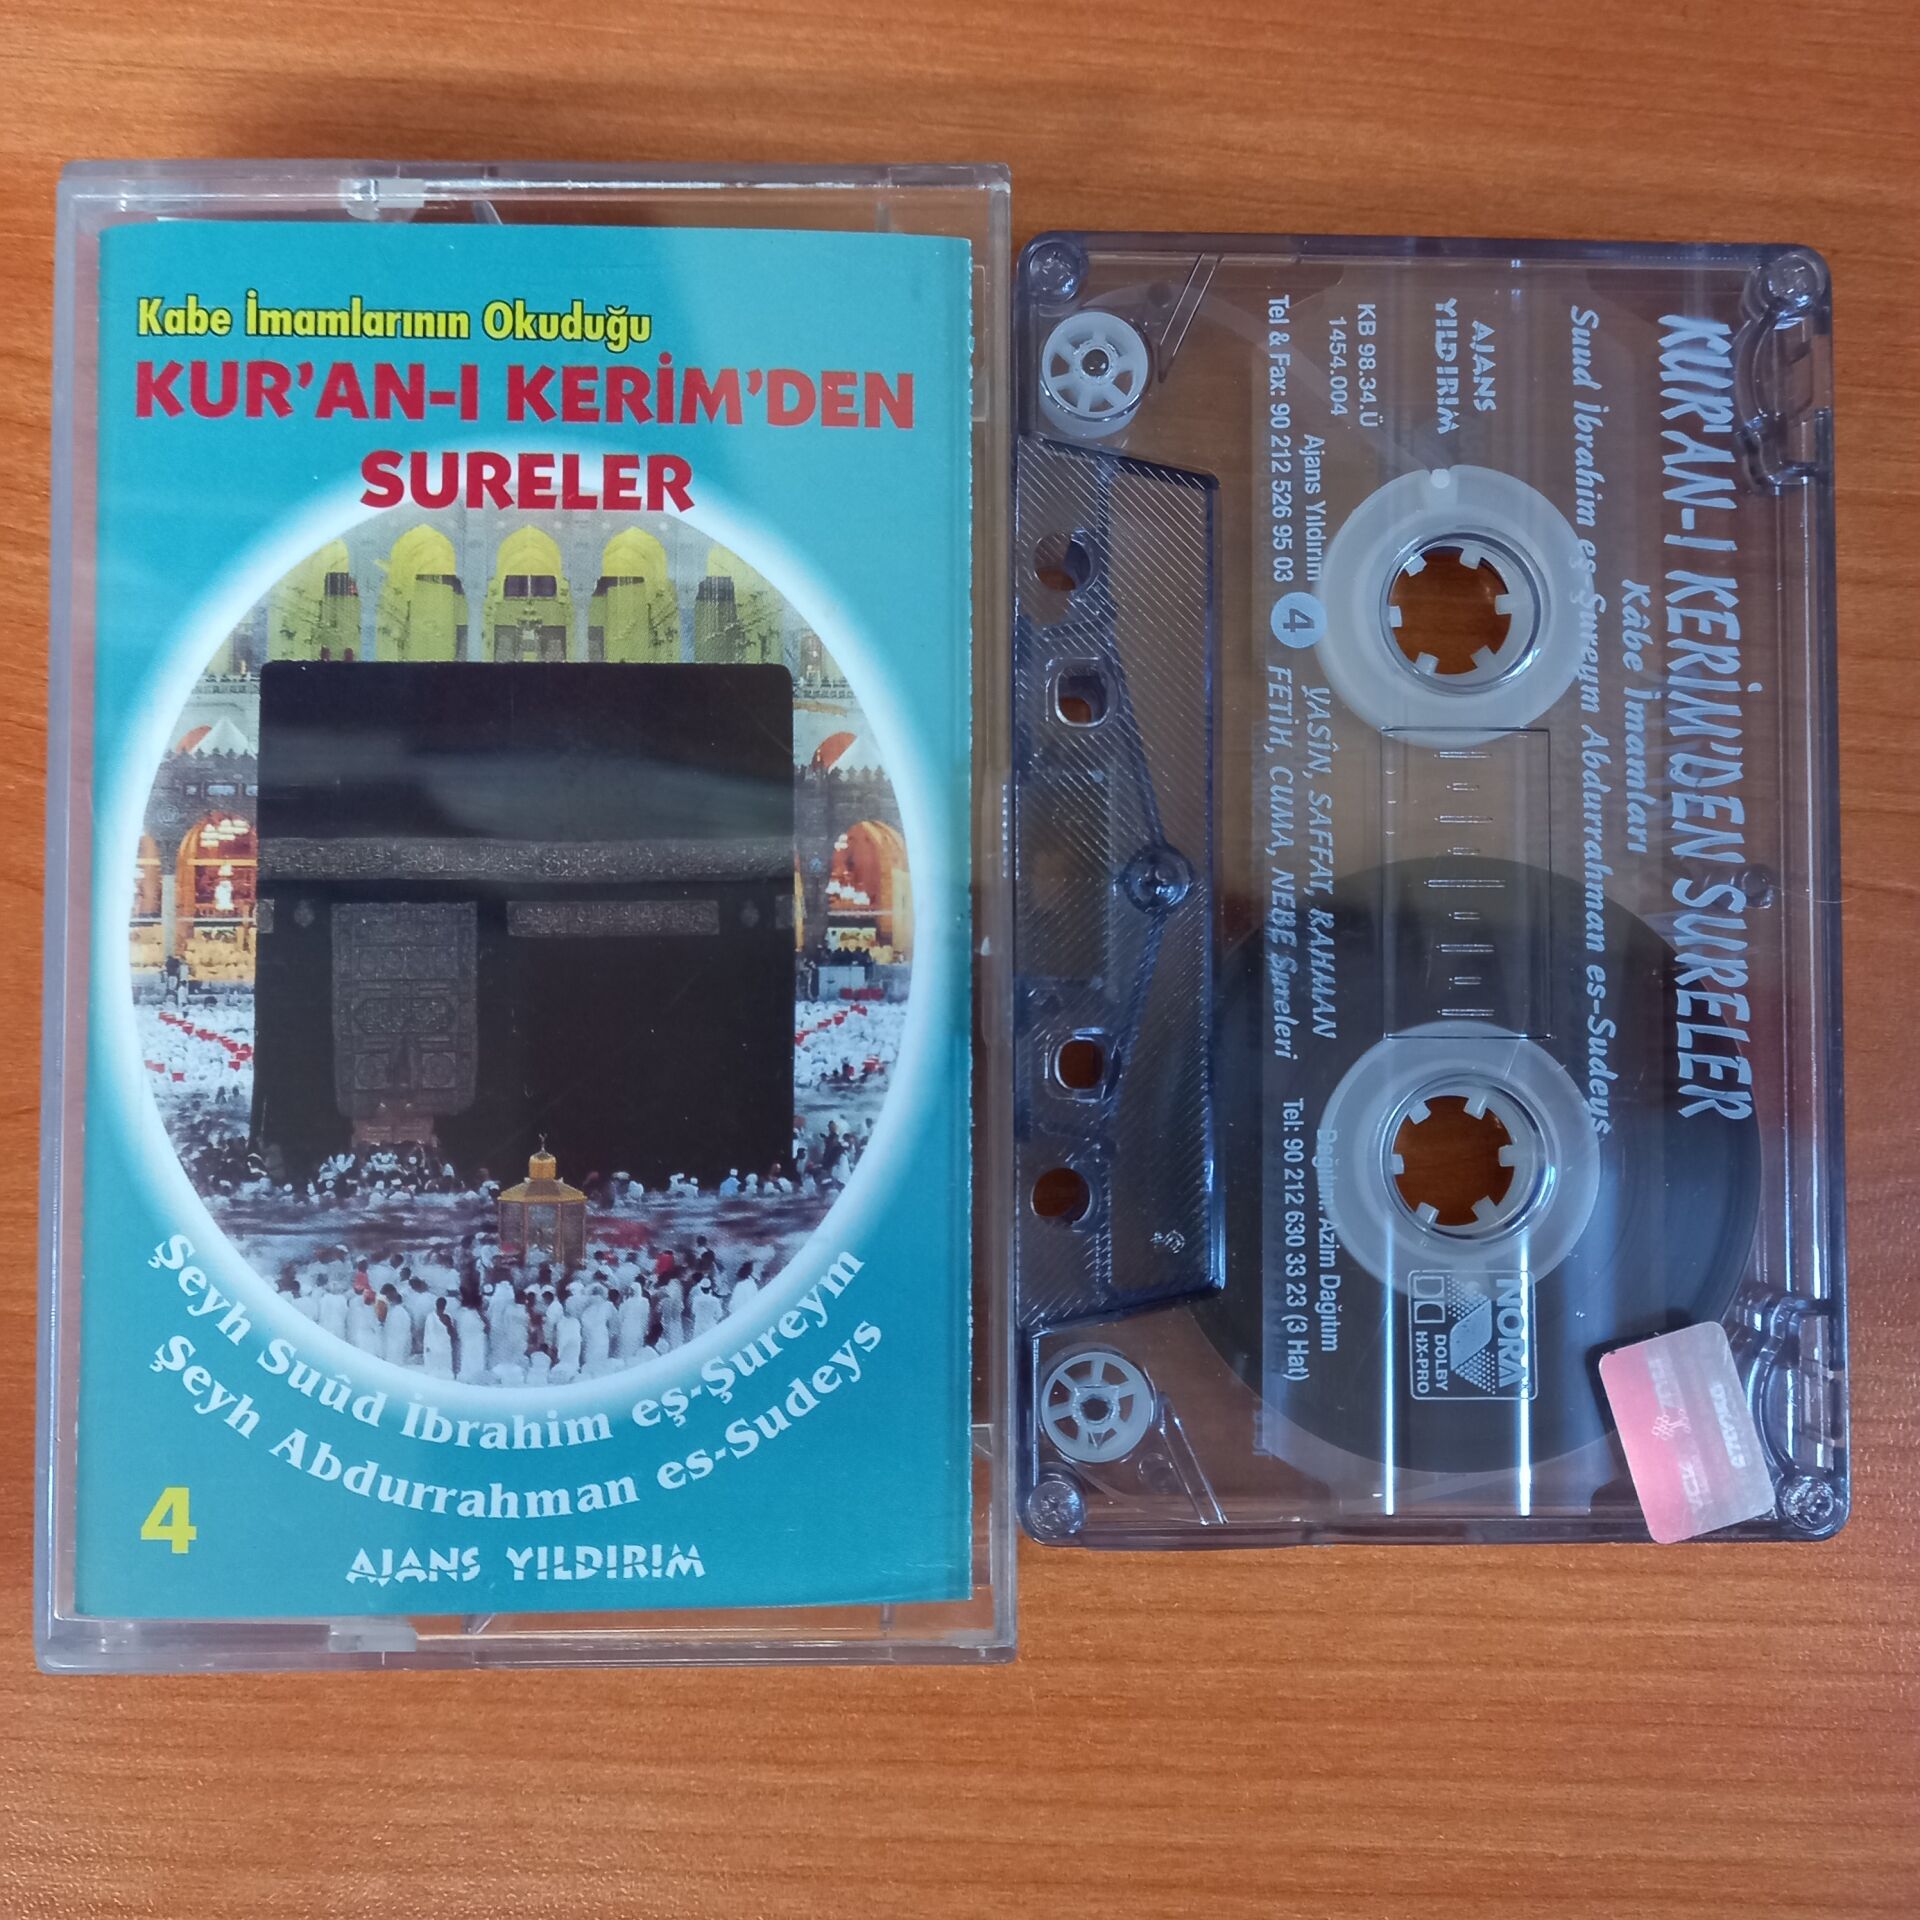 Kabe İmamlarının Okuduğu
KUR'AN-I KERİM'DEN
SURELER
Şeyh Suûd İbrahim eş-Şureym
Şeyh Abdurrahman es-Sudeys
4
AJANS YILDIRIM
KUR'AN-I KERİM'DEN SURELER
Kâbe İmamları
Suud İbrahim eş-Şureym Abdurrahman es-Sudeys
AJANS
YILDIRIM
KB 98.34.Ü
1454.004
Ajans Yıldırım
Tel & Fax: 90 212 526 95 03
4
YASİN, SAFFAT, RAHMAN
FETİH, CUMA, NEBE Sureleri
Dağıtım: Azim Dağıtım
Tel: 90 212 630 33 23 (3 Hat)
NORA
DOLBY
HX-PRO